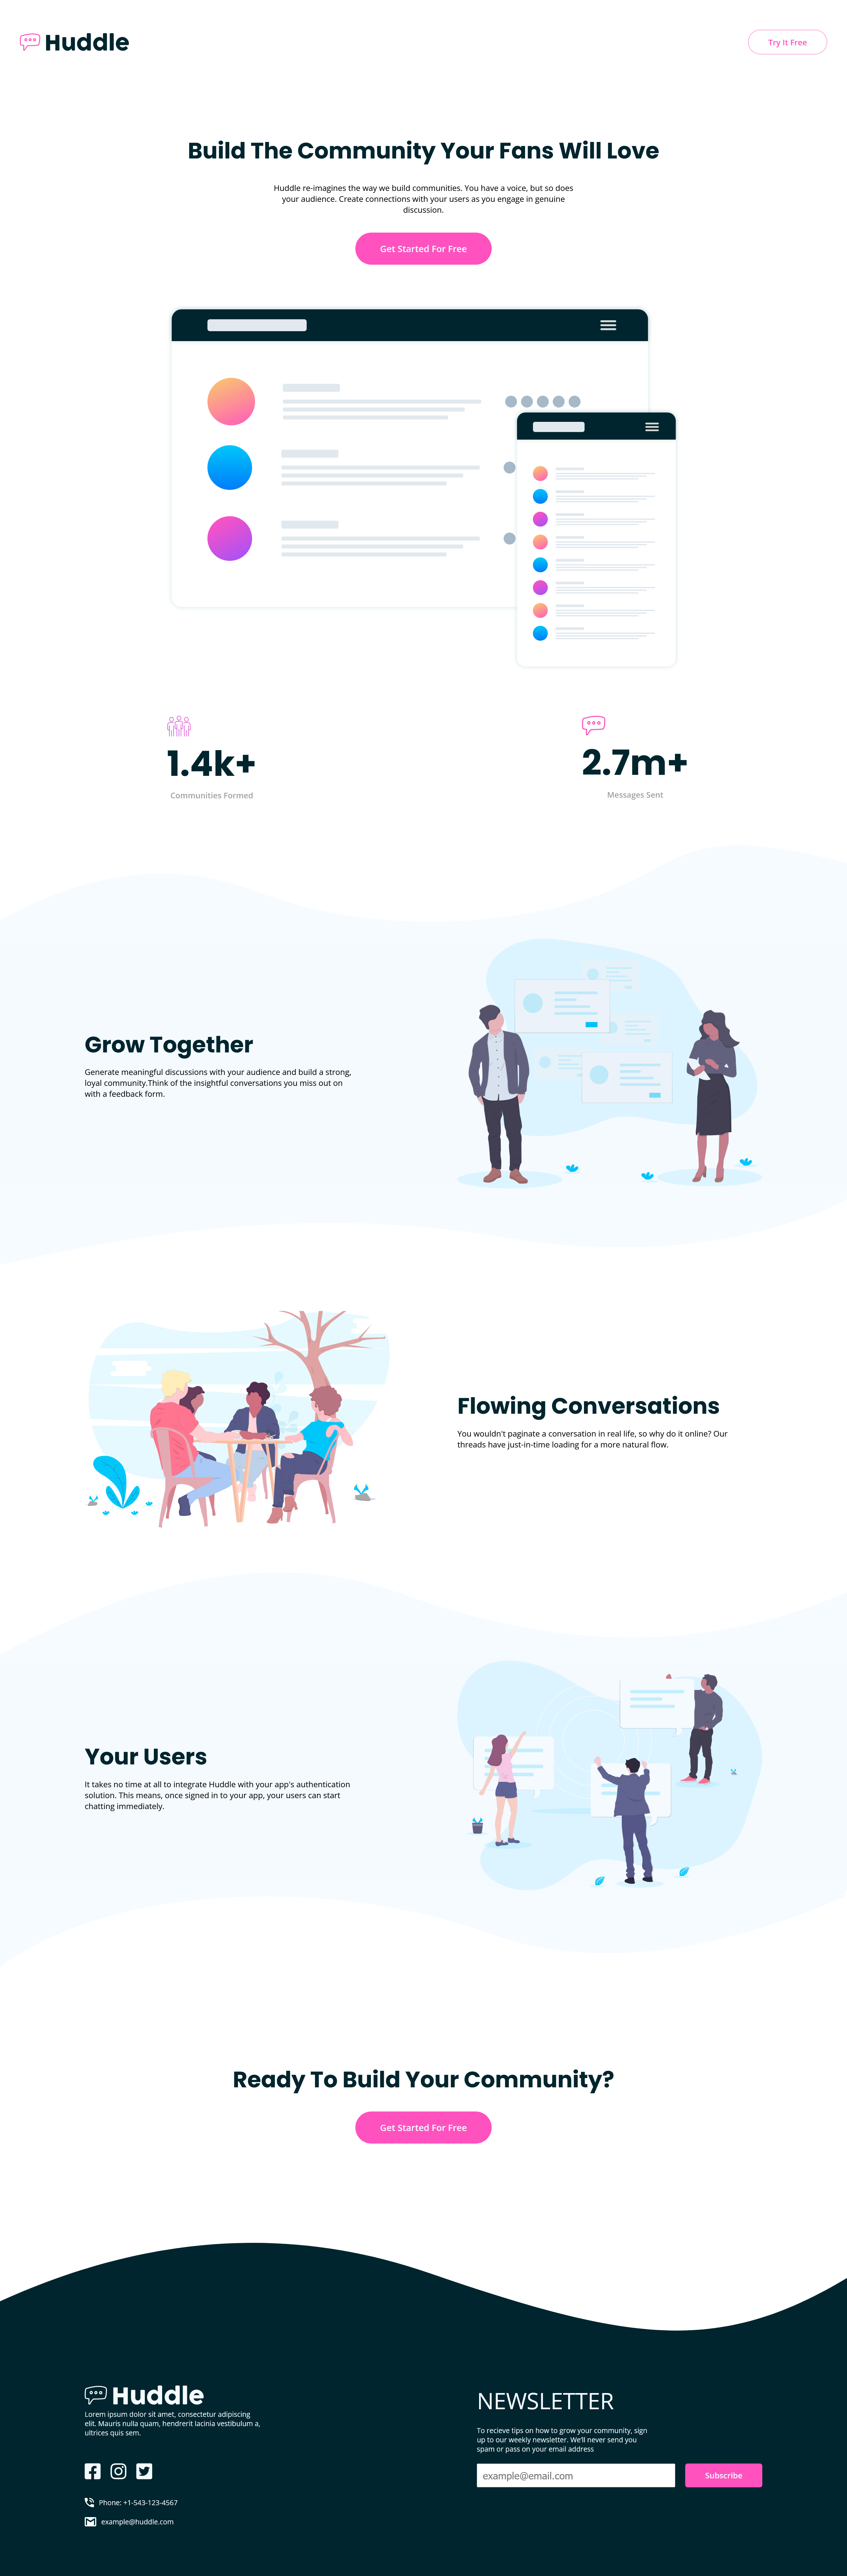 Huddle
Try It Free
Build The Community Your Fans Will Love
Huddle re-imagines the way we build communities. You have a voice, but so does
your audience. Create connections with your users as you engage in genuine
discussion.
Get Started For Free
1.4k+
Communities Formed
2.7m+
Messages Sent
Grow Together
Generate meaningful discussions with your audience and build a strong,
loyal community.Think of the insightful conversations you miss out on
with a feedback form.
Flowing Conversations
You wouldn't paginate a conversation in real life, so why do it online? Our
threads have just-in-time loading for a more natural flow.
Your Users
It takes no time at all to integrate Huddle with your app's authentication
solution. This means, once signed in to your app, your users can start
chatting immediately.
Ready To Build Your Community?
Get Started For Free
Huddle
Lorem ipsum dolor sit amet, consectetur adipiscing
elit. Mauris nulla quam, hendrerit lacinia vestibulum a,
ultrices quis sem.
Phone: +1-543-123-4567
example@huddle.com
NEWSLETTER
To recieve tips on how to grow your community, sign
up to our weekly newsletter. We'll never send you
spam or pass on your email address
example@email.com
Subscribe